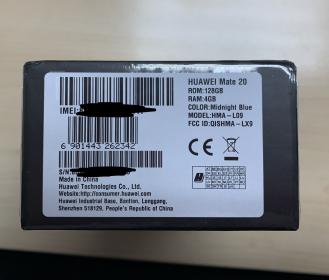 HUAWEI Mate 20
ROM:128GB
RAM:4GB
COLOR:Midnight Blue
MODEL:HMA-L09
FCC ID:QISHMA-LX9
IMEI:
6 901443 262342
S/N:
Made in China
Huawei Technologies Co., Ltd.
Website:http://consumer.huawei.com
Huawei Industrial Base, Bantian, Longgang,
Shenzhen 518129, People's Republic of China
CE